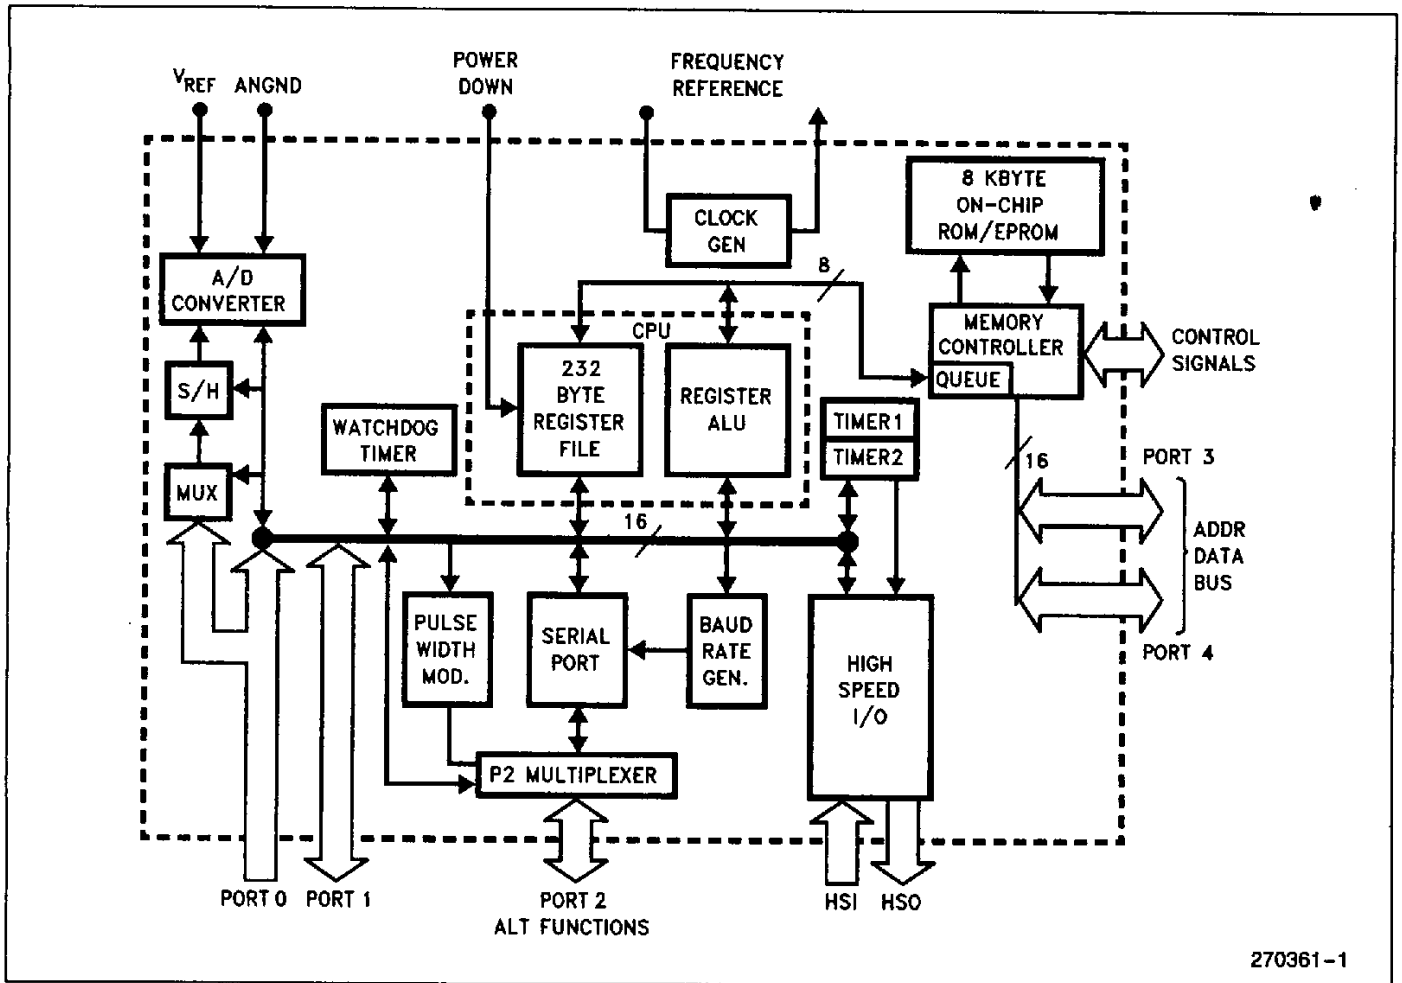 VREF ANGND
POWER
DOWN
FREQUENCY
REFERENCE
8 KBYTE
ON-CHIP
ROM/EPROM
CLOCK
GEN
A/D
CONVERTER
8
CPU
MEMORY
CONTROLLER
QUEUE
CONTROL
SIGNALS
S/H
232
BYTE
REGISTER
FILE
REGISTER
ALU
WATCHDOG
TIMER
TIMER1
TIMER2
MUX
16
16
PORT 3
ADDR
DATA
BUS
PORT 4
PULSE
WIDTH
MOD.
SERIAL
PORT
BAUD
RATE
GEN.
HIGH
SPEED
I/O
P2 MULTIPLEXER
PORT 0 PORT 1
PORT 2
ALT FUNCTIONS
HSI HSO
270361-1